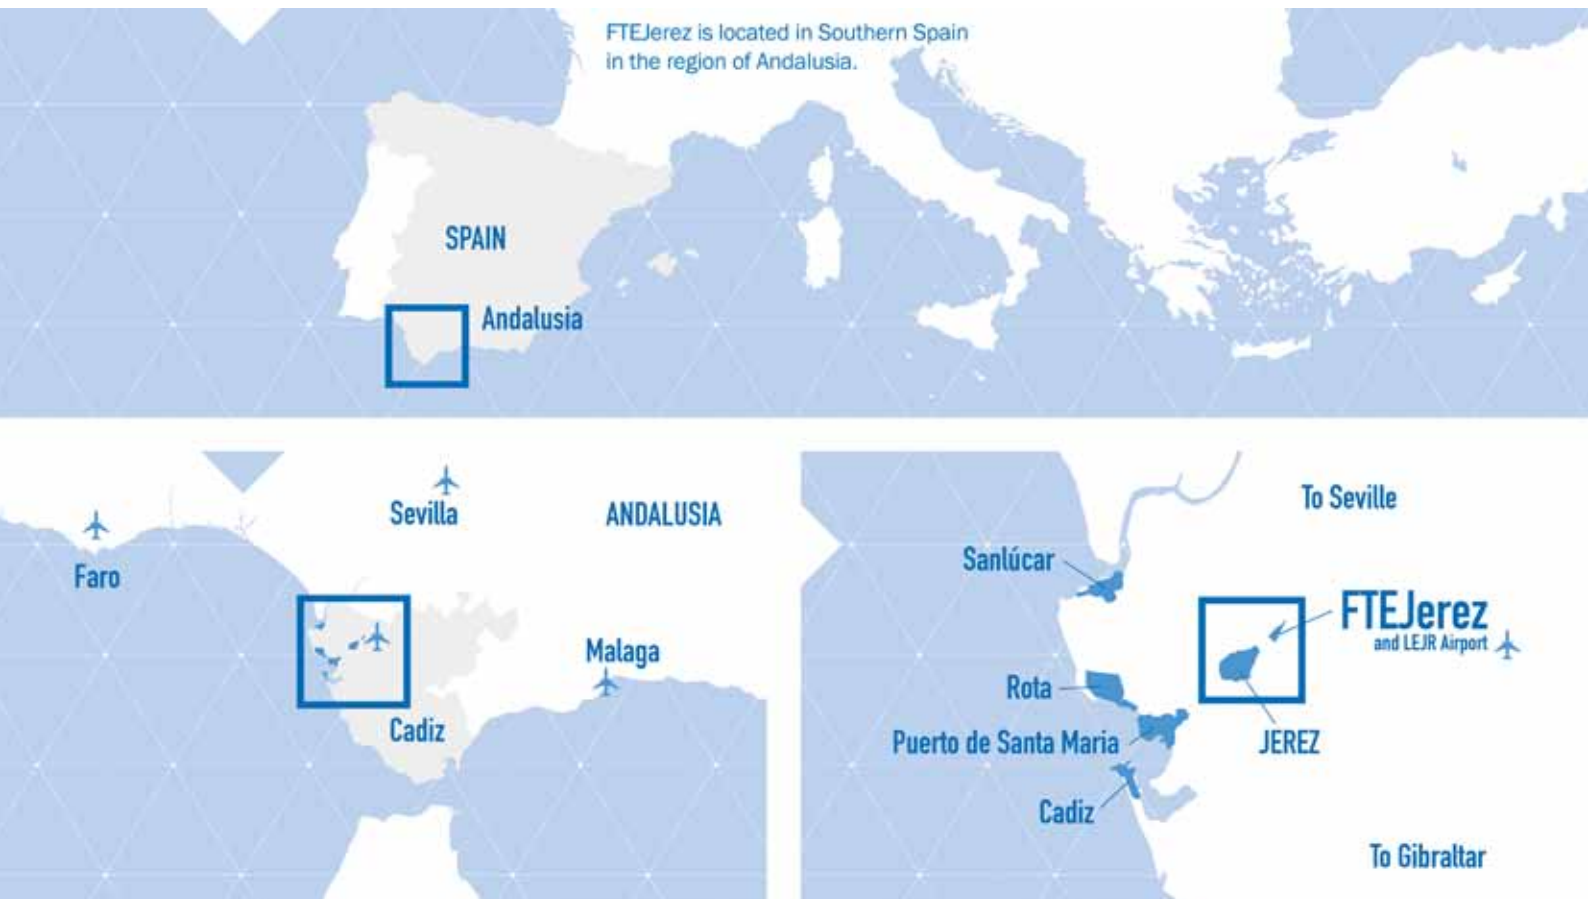 FTEJerez is located in Southern Spain
in the region of Andalusia.
SPAIN
Andalusia
Sevilla
ANDALUSIA
Faro
Malaga
Cadiz
To Seville
Sanlúcar
FTEJerez
and LEJR Airport
Rota
Puerto de Santa Maria
JEREZ
Cadiz
To Gibraltar